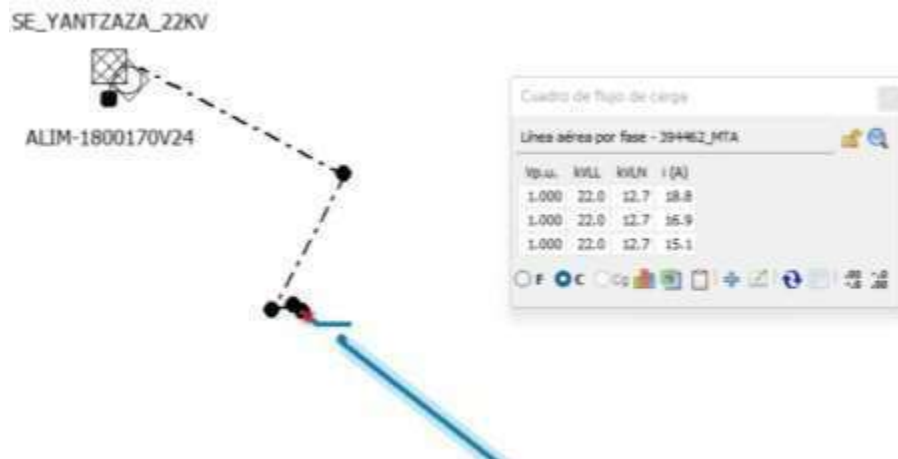 SE_YANTZAZA_22KV
ALIM-1800170V24
Cuadro de flujo de carga
Línea aérea por fase - 394462_MTA
Vp.u. kVLL kVLN i (A)
1.000 22.0 12.7 18.8
1.000 22.0 12.7 16.9
1.000 22.0 12.7 15.1
F C Cg